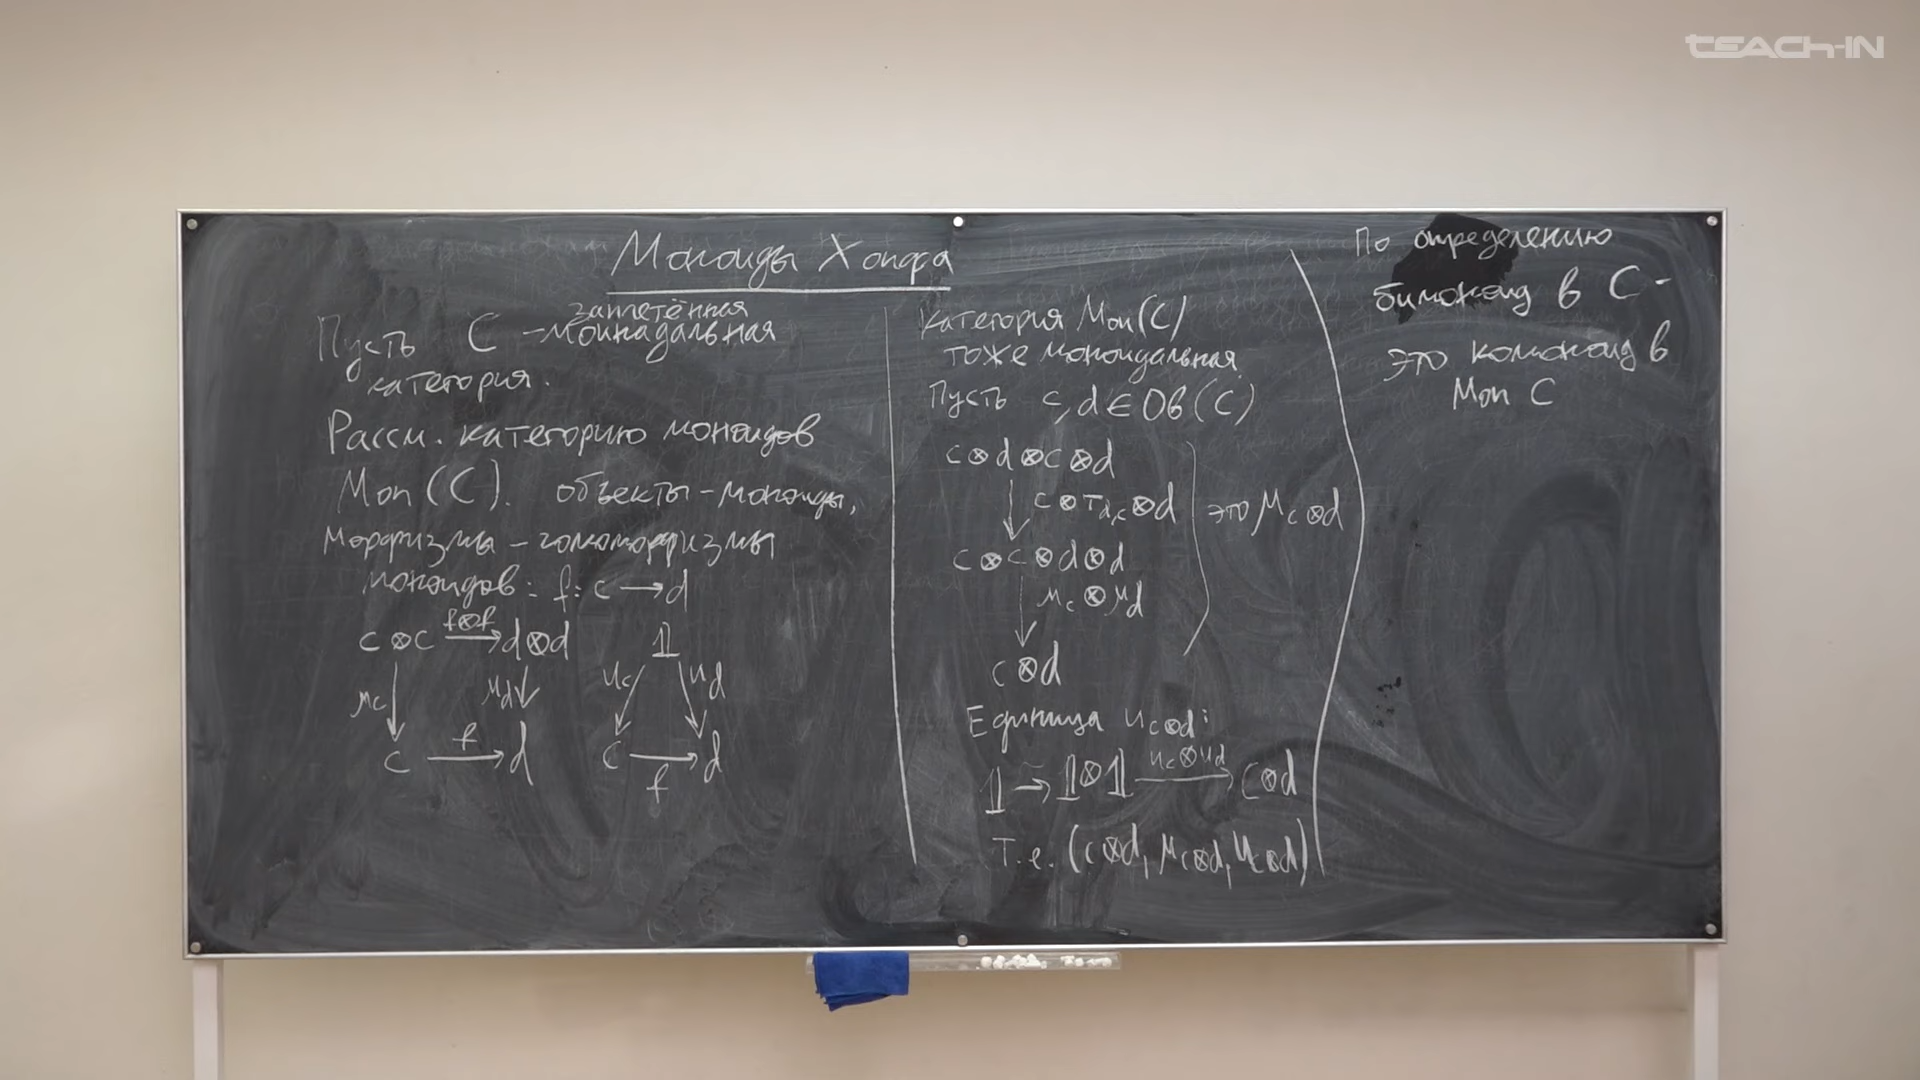 TEACH-IN
Моноиды Хопфа
заплетённая
Пусть C - моинадальная
категория.
Рассм. категорию моноидов
Mon(C). объекты - моноиды,
морфизмы - гомоморфизмы
моноидов: f: c → d
c⊗c f⊗f→ d⊗d 𝟙
μc ↓ μd ↓ uc ↙ ↘ ud
c f→ d c →f d
Категория Mon(C)
тоже моноидальная
Пусть c, d ∈ Ob(C)
c⊗d⊗c⊗d
↓ c⊗τd,c⊗d
это μc⊗d
c⊗c⊗d⊗d
↓ μc⊗μd
c⊗d
Единица uc⊗d:
𝟙 ~→ 𝟙⊗𝟙 uc⊗ud→ c⊗d
Т.е. (c⊗d, μc⊗d, uc⊗d)
По определению
бимоноид в C -
это комоноид в
Mon C